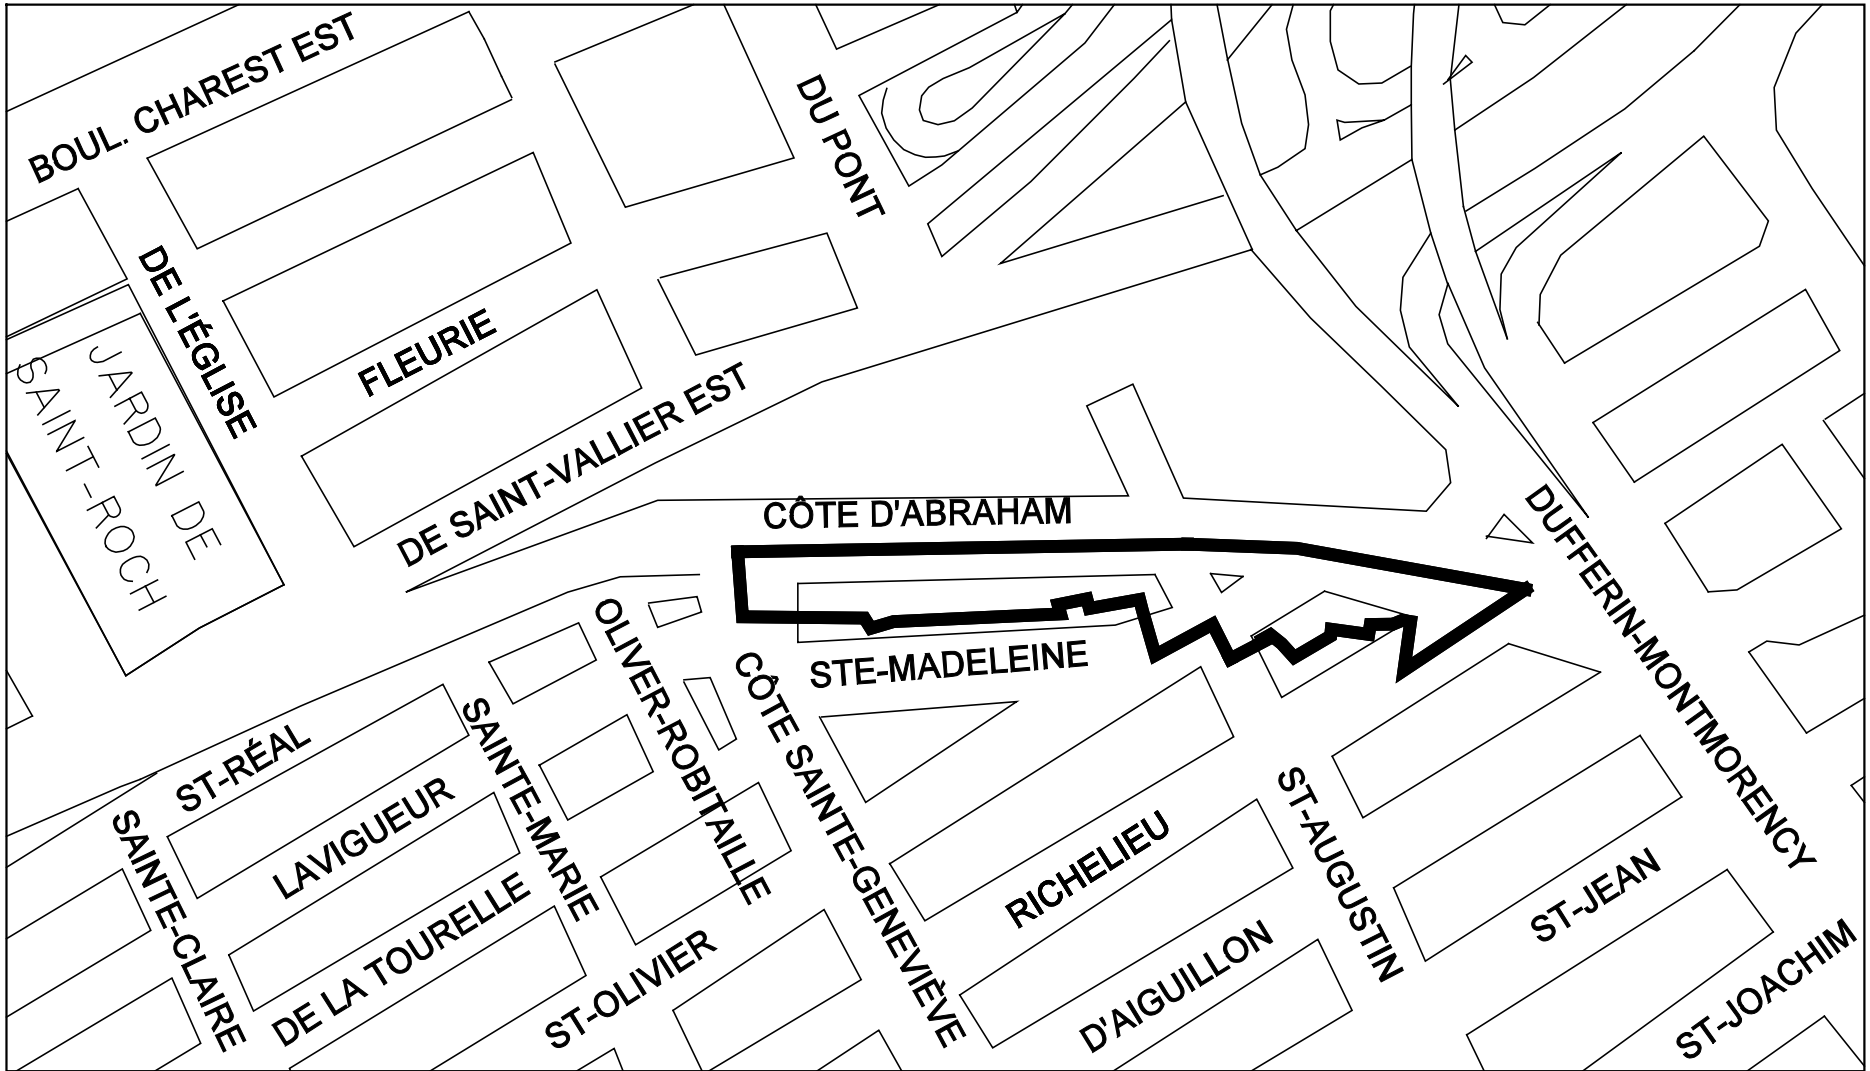 BOUL. CHAREST EST
DU PONT
DE L'ÉGLISE
FLEURIE
JARDIN DE
SAINT-ROCH
DE SAINT-VALLIER EST
CÔTE D'ABRAHAM
DUFFERIN-MONTMORENCY
OLIVER-ROBITAILLE
STE-MADELEINE
CÔTE SAINTE-GENEVIÈVE
SAINTE-MARIE
ST-RÉAL
LAVIGUEUR
SAINTE-CLAIRE
DE LA TOURELLE
ST-OLIVIER
RICHELIEU
ST-AUGUSTIN
D'AIGUILLON
ST-JEAN
ST-JOACHIM